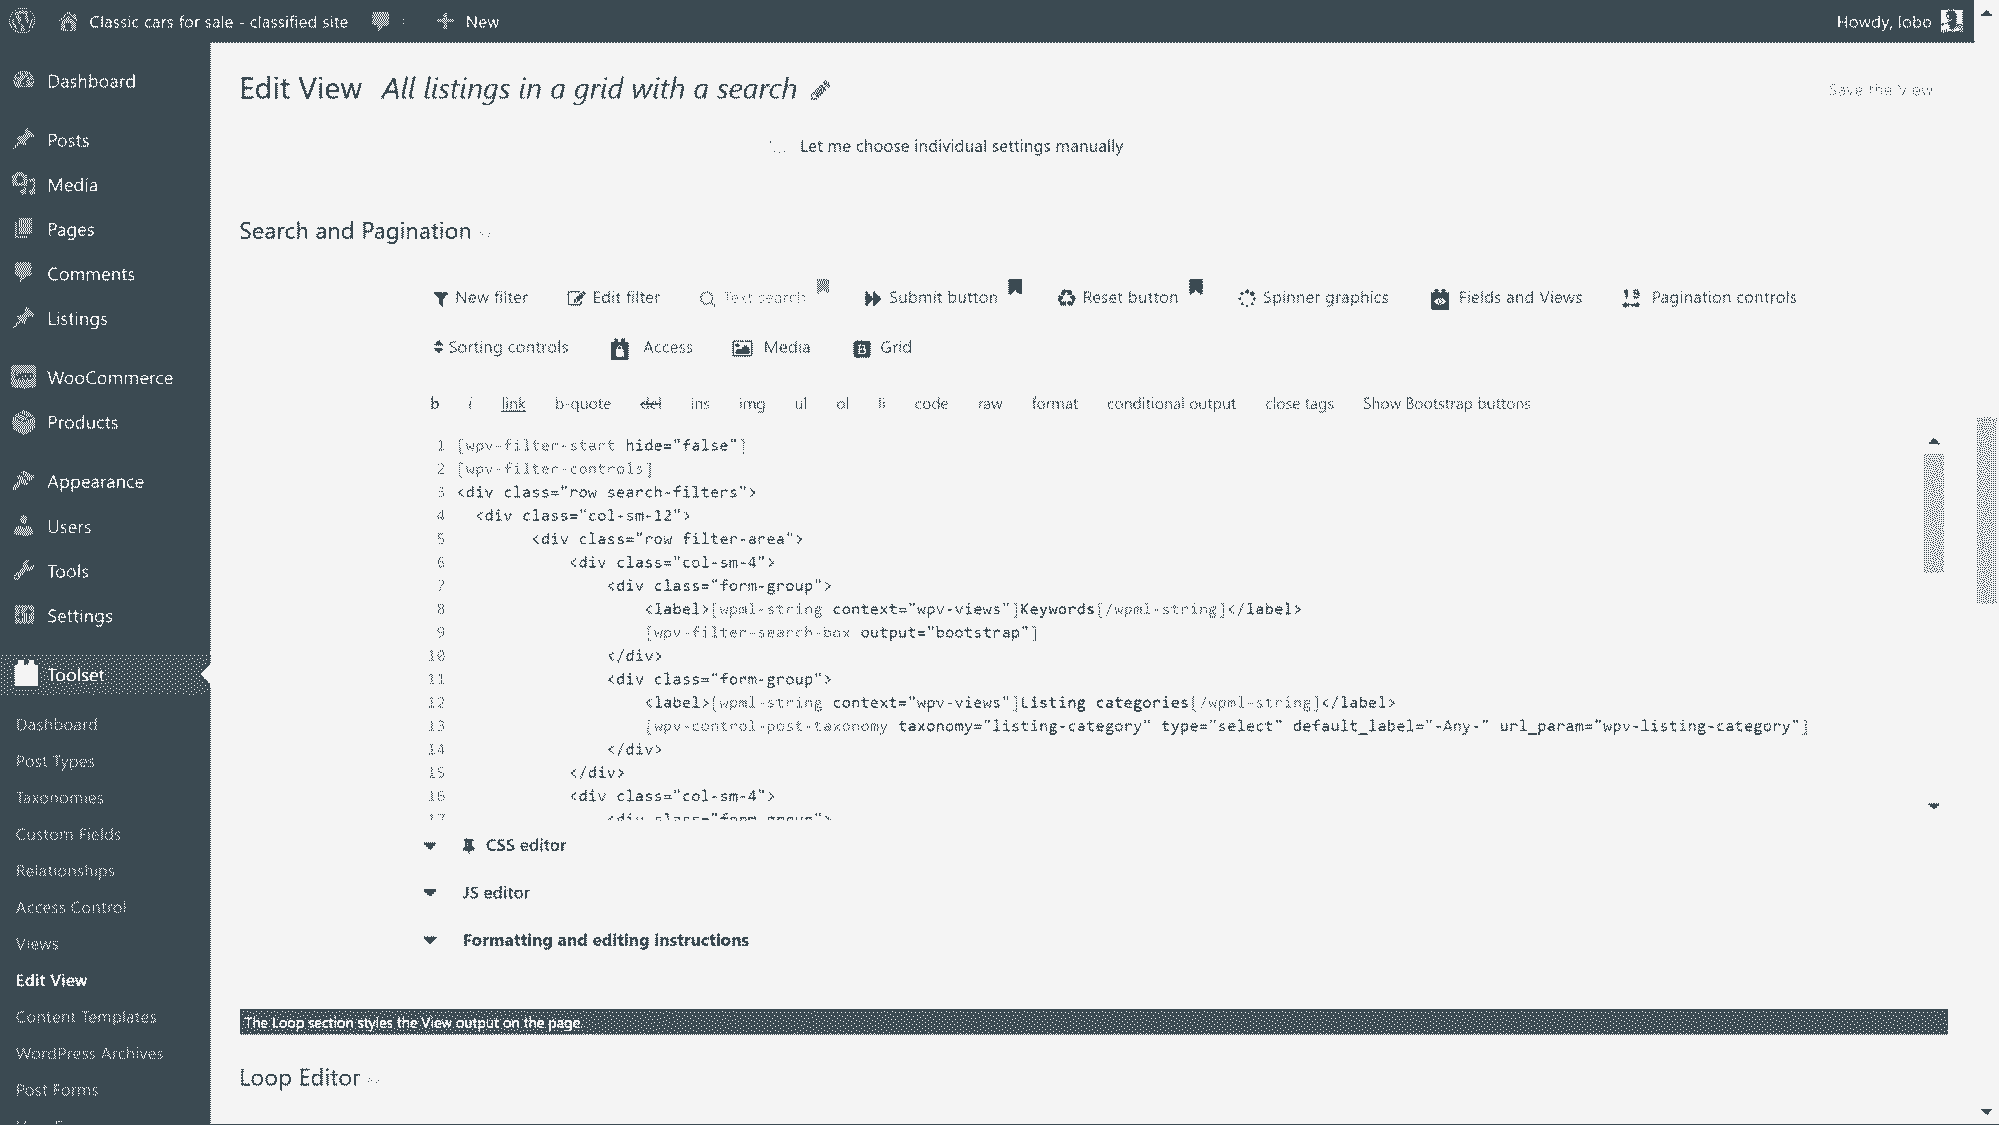 Classic cars for sale - classified site
New
Howdy, lobo
Dashboard
Posts
Media
Pages
Comments
Listings
WooCommerce
Products
Appearance
Users
Tools
Settings
Toolset
Dashboard
Post Types
Taxonomies
Custom Fields
Relationships
Access Control
Views
Edit View
Content Templates
WordPress Archives
Post Forms
Edit View All listings in a grid with a search
Save the View
Let me choose individual settings manually
Search and Pagination
New filter Edit filter Text search Submit button Reset button Spinner graphics Fields and Views Pagination controls
Sorting controls Access Media Grid
b i link b-quote del ins img ul ol li code raw format conditional output close tags Show Bootstrap buttons
1 [wpv-filter-start hide="false"]
2 [wpv-filter-controls]
3 <div class="row search-filters">
4 <div class="col-sm-12">
5 <div class="row filter-area">
6 <div class="col-sm-4">
7 <div class="form-group">
8 <label>[wpml-string context="wpv-views"]Keywords[/wpml-string]</label>
9 [wpv-filter-search-box output="bootstrap"]
10 </div>
11 <div class="form-group">
12 <label>[wpml-string context="wpv-views"]Listing categories[/wpml-string]</label>
13 [wpv-control-post-taxonomy taxonomy="listing-category" type="select" default_label="-Any-" url_param="wpv-listing-category"]
14 </div>
15 </div>
16 <div class="col-sm-4">
17 <div class="form-group">
CSS editor
JS editor
Formatting and editing instructions
The Loop section styles the View output on the page.
Loop Editor